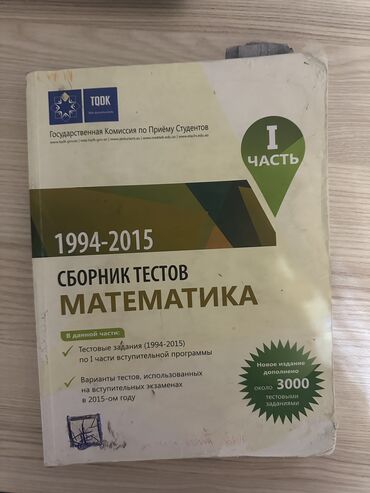 TQDK
Государственная Комиссия по Приёму Студентов
I
ЧАСТЬ
1994-2015
СБОРНИК ТЕСТОВ
МАТЕМАТИКА
В данной части:
Тестовые задания (1994-2015)
по I части вступительной программы
Варианты тестов, использованных
на вступительных экзаменах
в 2015-ом году
Новое издание
дополнено
около 3000
тестовыми
заданиями